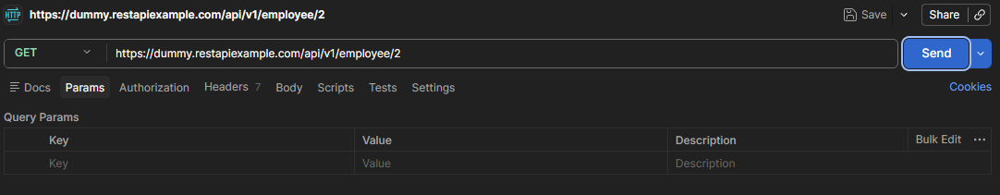 HTTP https://dummy.restapiexample.com/api/v1/employee/2 Save Share
GET https://dummy.restapiexample.com/api/v1/employee/2 Send
Docs Params Authorization Headers 7 Body Scripts Tests Settings Cookies
Query Params
Key Value Description Bulk Edit
Key Value Description